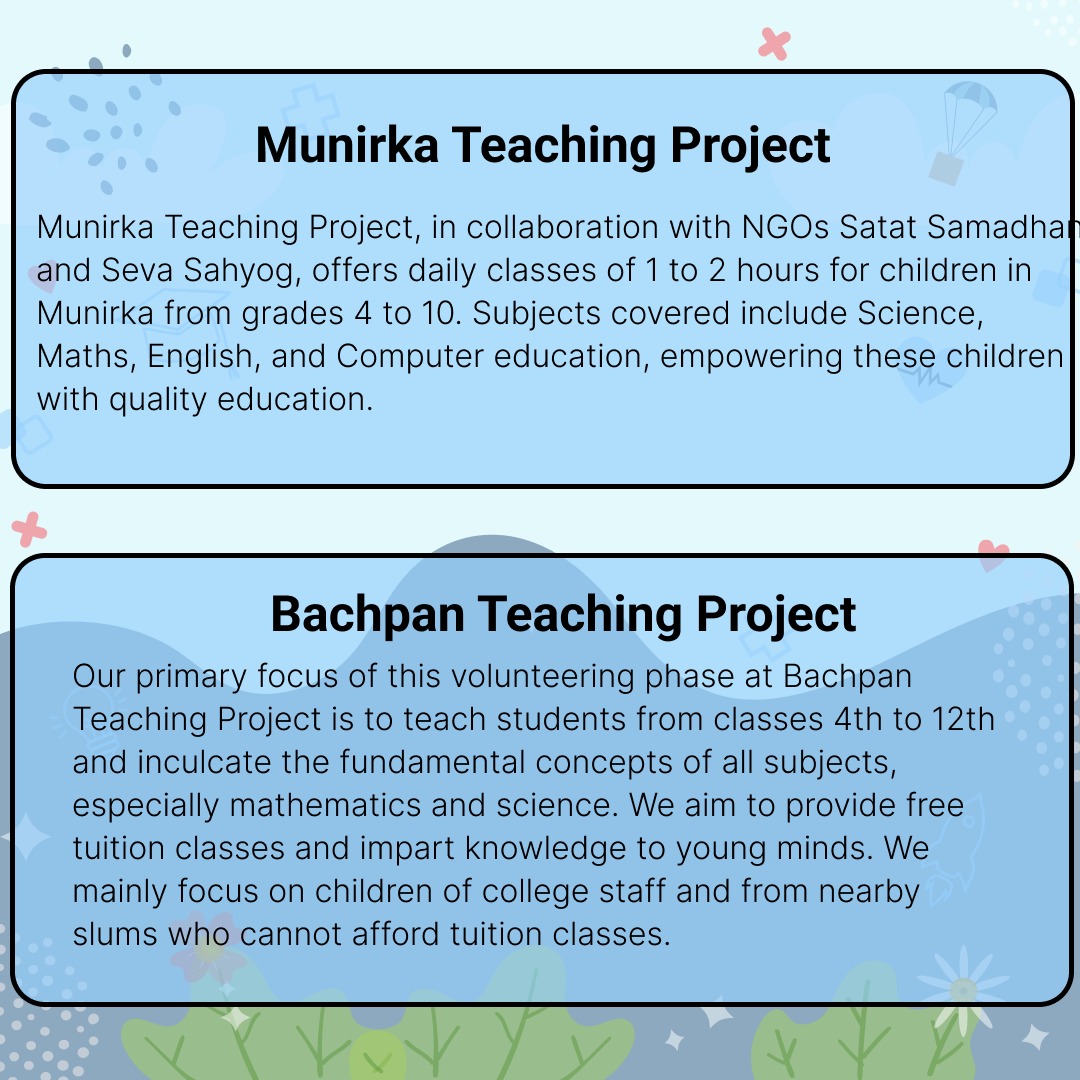 Munirka Teaching Project
Munirka Teaching Project, in collaboration with NGOs Satat Samadhan
and Seva Sahyog, offers daily classes of 1 to 2 hours for children in
Munirka from grades 4 to 10. Subjects covered include Science,
Maths, English, and Computer education, empowering these children
with quality education.
Bachpan Teaching Project
Our primary focus of this volunteering phase at Bachpan
Teaching Project is to teach students from classes 4th to 12th
and inculcate the fundamental concepts of all subjects,
especially mathematics and science. We aim to provide free
tuition classes and impart knowledge to young minds. We
mainly focus on children of college staff and from nearby
slums who cannot afford tuition classes.